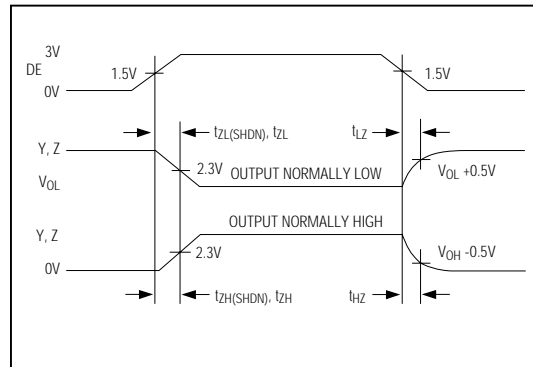 3V
DE
1.5V
1.5V
0V
tZL(SHDN), tZL
tLZ
Y, Z
2.3V
OUTPUT NORMALLY LOW
VOL +0.5V
VOL
OUTPUT NORMALLY HIGH
Y, Z
2.3V
VOH -0.5V
0V
tZH(SHDN), tZH
tHZ